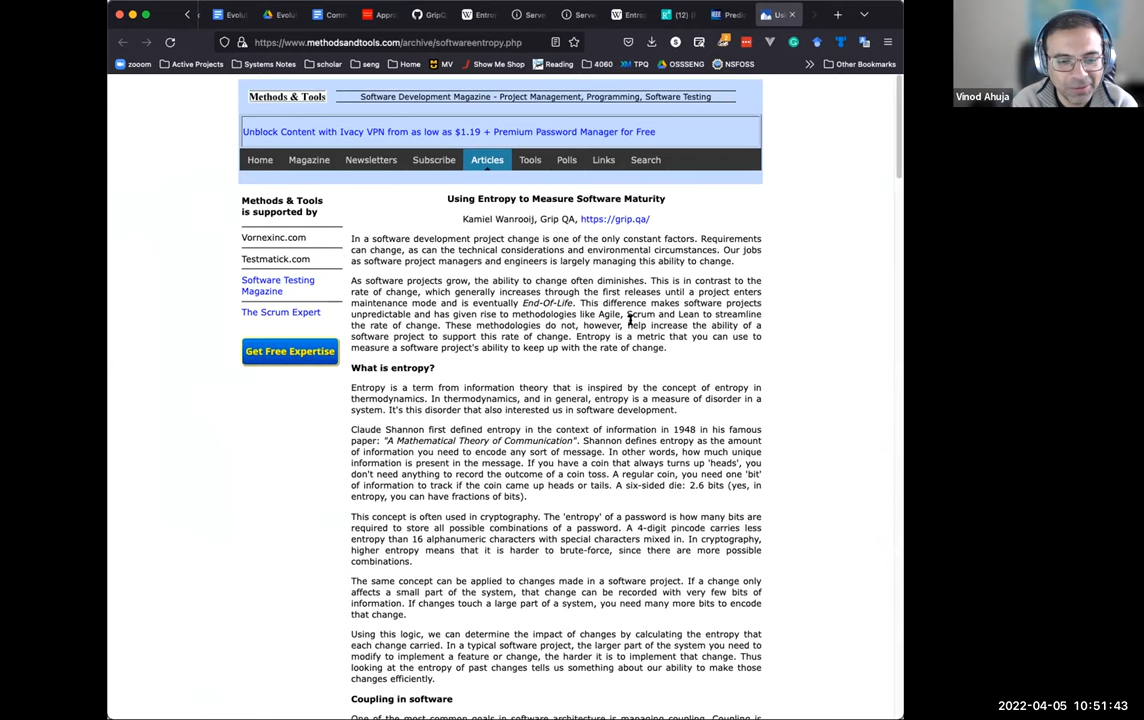 Evolu
Evolu
Comm
Appro
GripQ
Entro
Serve
Serve
Entro
(12) (
Predic
Usi
https://www.methodsandtools.com/archive/softwareentropy.php
zooom
Active Projects
Systems Notes
scholar
seng
Home
MV
Show Me Shop
Reading
4060
TPQ
OSSSENG
NSFOSS
Other Bookmarks
Vinod Ahuja
Methods & Tools
Software Development Magazine - Project Management, Programming, Software Testing
Unblock Content with Ivacy VPN from as low as $1.19 + Premium Password Manager for Free
Home Magazine Newsletters Subscribe Articles Tools Polls Links Search
Methods & Tools
is supported by
Vornexinc.com
Testmatick.com
Software Testing
Magazine
The Scrum Expert
Get Free Expertise
Using Entropy to Measure Software Maturity
Kamiel Wanrooij, Grip QA, https://grip.qa/
In a software development project change is one of the only constant factors. Requirements
can change, as can the technical considerations and environmental circumstances. Our jobs
as software project managers and engineers is largely managing this ability to change.
As software projects grow, the ability to change often diminishes. This is in contrast to the
rate of change, which generally increases through the first releases until a project enters
maintenance mode and is eventually End-Of-Life. This difference makes software projects
unpredictable and has given rise to methodologies like Agile, Scrum and Lean to streamline
the rate of change. These methodologies do not, however, help increase the ability of a
software project to support this rate of change. Entropy is a metric that you can use to
measure a software project's ability to keep up with the rate of change.
What is entropy?
Entropy is a term from information theory that is inspired by the concept of entropy in
thermodynamics. In thermodynamics, and in general, entropy is a measure of disorder in a
system. It's this disorder that also interested us in software development.
Claude Shannon first defined entropy in the context of information in 1948 in his famous
paper: "A Mathematical Theory of Communication". Shannon defines entropy as the amount
of information you need to encode any sort of message. In other words, how much unique
information is present in the message. If you have a coin that always turns up 'heads', you
don't need anything to record the outcome of a coin toss. A regular coin, you need one 'bit'
of information to track if the coin came up heads or tails. A six-sided die: 2.6 bits (yes, in
entropy, you can have fractions of bits).
This concept is often used in cryptography. The 'entropy' of a password is how many bits are
required to store all possible combinations of a password. A 4-digit pincode carries less
entropy than 16 alphanumeric characters with special characters mixed in. In cryptography,
higher entropy means that it is harder to brute-force, since there are more possible
combinations.
The same concept can be applied to changes made in a software project. If a change only
affects a small part of the system, that change can be recorded with very few bits of
information. If changes touch a large part of a system, you need many more bits to encode
that change.
Using this logic, we can determine the impact of changes by calculating the entropy that
each change carried. In a typical software project, the larger part of the system you need to
modify to implement a feature or change, the harder it is to implement that change. Thus
looking at the entropy of past changes tells us something about our ability to make those
changes efficiently.
Coupling in software
One of the most common goals in software architecture is managing coupling. Coupling is
2022-04-05 10:51:43